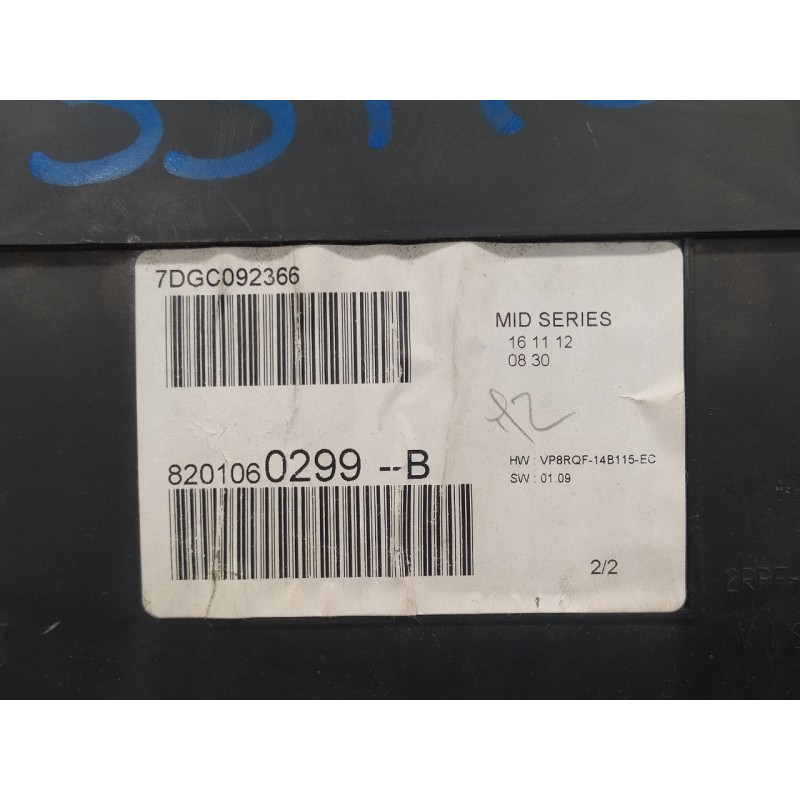 7DGC092366
MID SERIES
16 11 12
08 30
8201060299 --B
HW : VP8RQF-14B115-EC
SW : 01.09
2/2